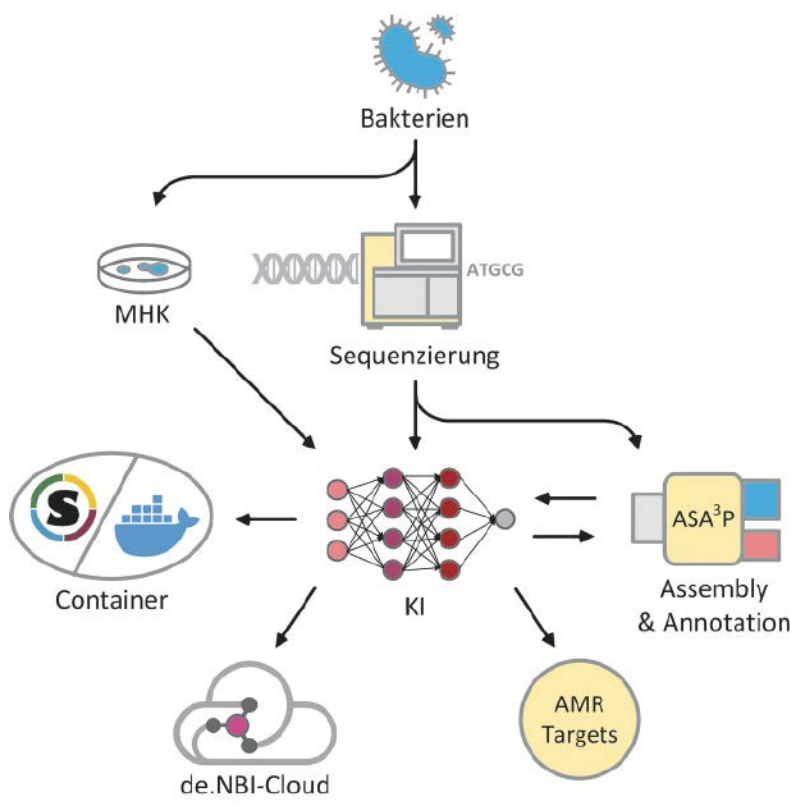 Bakterien
MHK
ATGCG
Sequenzierung
S
Container
KI
ASA³P
Assembly
& Annotation
de.NBI-Cloud
AMR
Targets